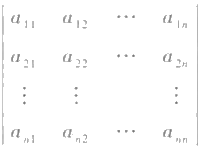 a₁₁ a₁₂ ⋯ a₁ₙ
a₂₁ a₂₂ ⋯ a₂ₙ
⋮ ⋮ ⋮
aₙ₁ aₙ₂ ⋯ aₙₙ